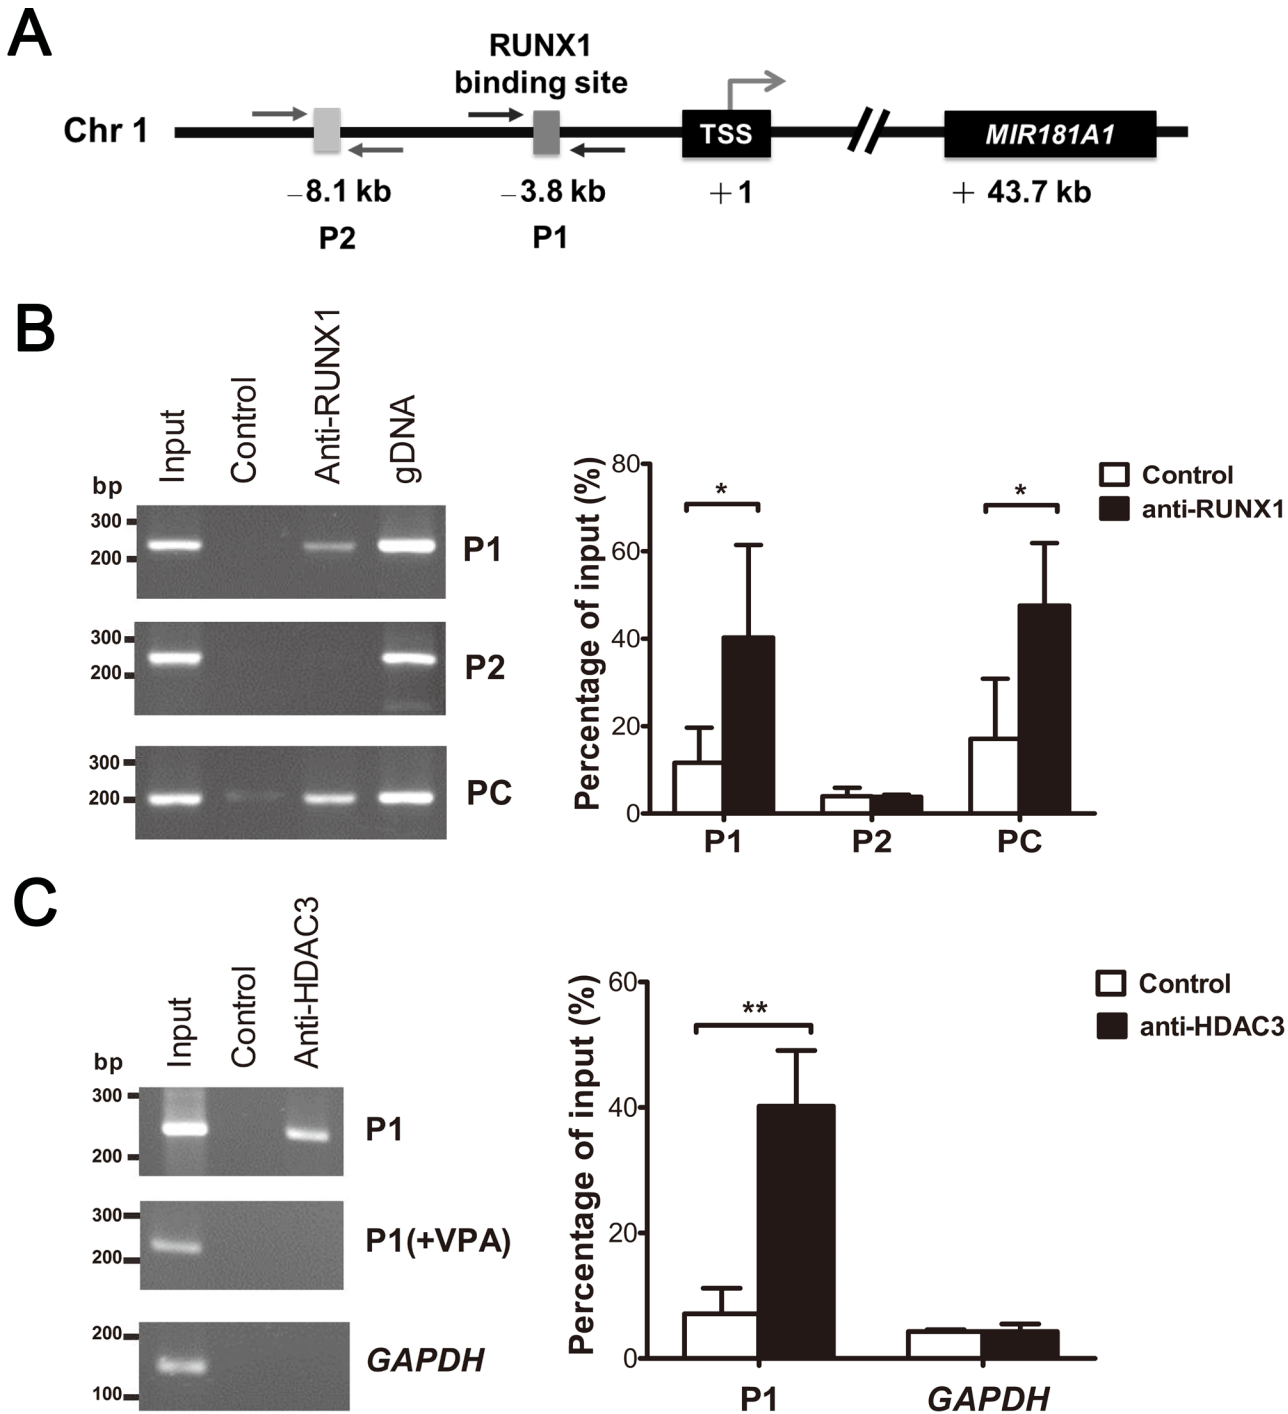 A
RUNX1
binding site
Chr 1
TSS
MIR181A1
–8.1 kb
–3.8 kb
+1
+ 43.7 kb
P2
P1
B
Input
Control
Anti-RUNX1
gDNA
bp
300
200
P1
300
200
P2
300
200
PC
Percentage of input (%)
80
60
40
20
0
*
*
P1
P2
PC
Control
anti-RUNX1
C
Input
Control
Anti-HDAC3
bp
300
200
P1
300
200
P1(+VPA)
200
100
GAPDH
Percentage of input (%)
60
40
20
0
**
P1
GAPDH
Control
anti-HDAC3